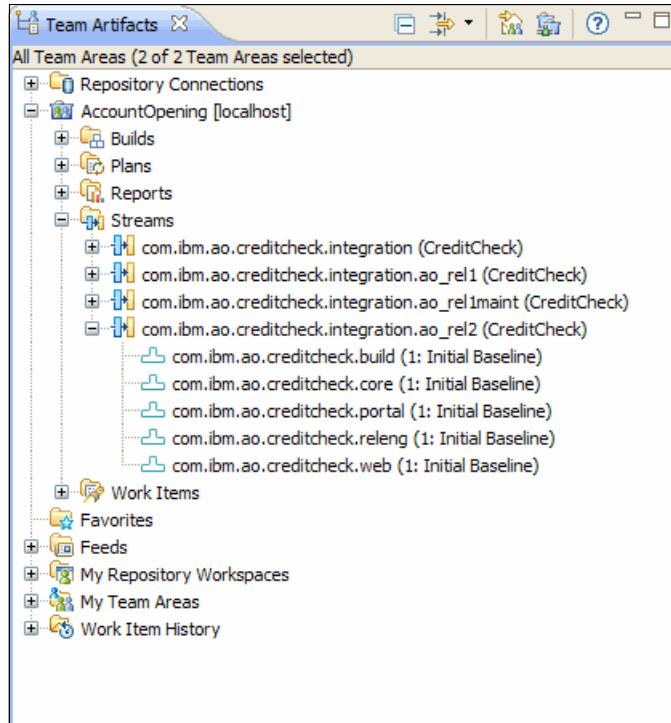 Team Artifacts
All Team Areas (2 of 2 Team Areas selected)
Repository Connections
AccountOpening [localhost]
Builds
Plans
Reports
Streams
com.ibm.ao.creditcheck.integration (CreditCheck)
com.ibm.ao.creditcheck.integration.ao_rel1 (CreditCheck)
com.ibm.ao.creditcheck.integration.ao_rel1maint (CreditCheck)
com.ibm.ao.creditcheck.integration.ao_rel2 (CreditCheck)
com.ibm.ao.creditcheck.build (1: Initial Baseline)
com.ibm.ao.creditcheck.core (1: Initial Baseline)
com.ibm.ao.creditcheck.portal (1: Initial Baseline)
com.ibm.ao.creditcheck.releng (1: Initial Baseline)
com.ibm.ao.creditcheck.web (1: Initial Baseline)
Work Items
Favorites
Feeds
My Repository Workspaces
My Team Areas
Work Item History